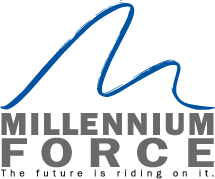 MILLENNIUM
FORCE
The future is riding on it.